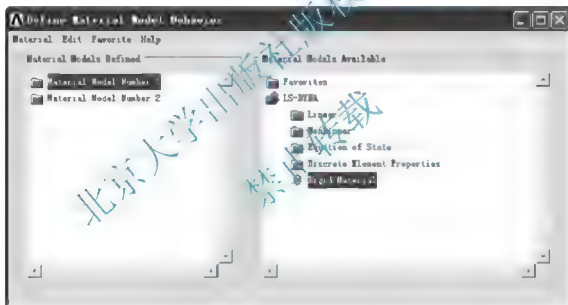 Define Material Model Behavior
Material Edit Favorite Help
Material Models Defined
Material Models Available
Material Model Number 1
Material Model Number 2
Favorites
LS-DYNA
Linear
Nonlinear
Equation of State
Discrete Element Properties
Rigid Material
北京大学出版社版权
禁止